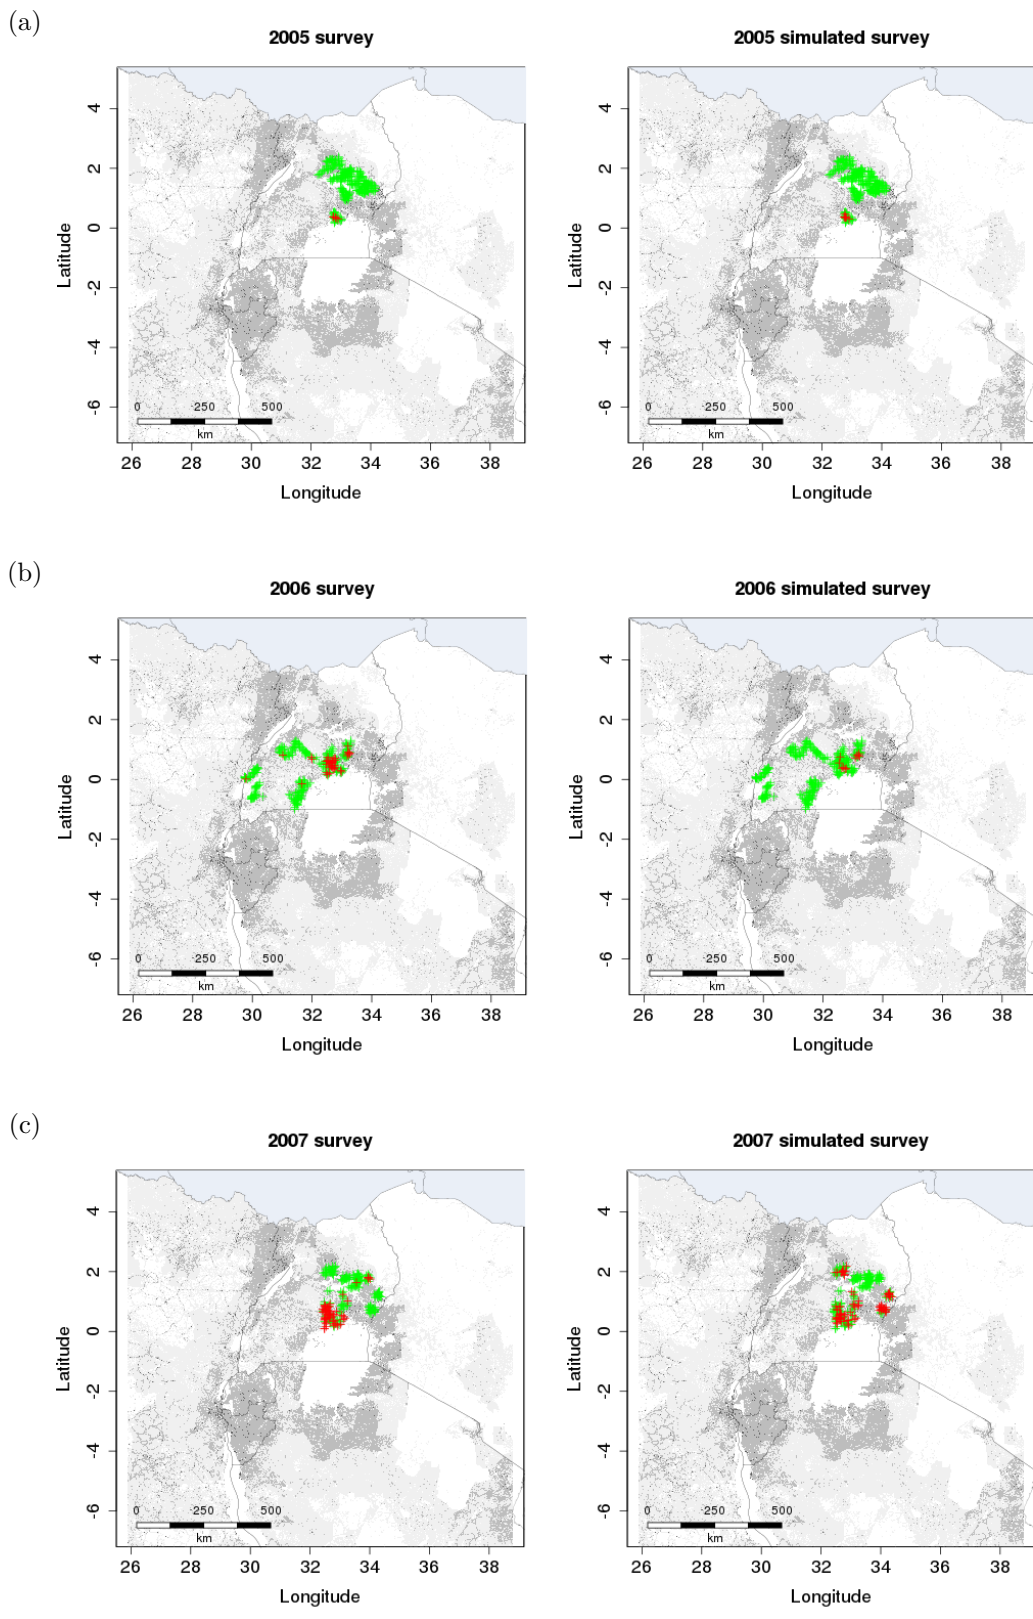 (a)
2005 survey
2005 simulated survey
Latitude
4
2
0
-2
-4
-6
0 250 500
km
26 28 30 32 34 36 38
Longitude
Latitude
4
2
0
-2
-4
-6
0 250 500
km
26 28 30 32 34 36 38
Longitude
(b)
2006 survey
2006 simulated survey
Latitude
4
2
0
-2
-4
-6
0 250 500
km
26 28 30 32 34 36 38
Longitude
Latitude
4
2
0
-2
-4
-6
0 250 500
km
26 28 30 32 34 36 38
Longitude
(c)
2007 survey
2007 simulated survey
Latitude
4
2
0
-2
-4
-6
0 250 500
km
26 28 30 32 34 36 38
Longitude
Latitude
4
2
0
-2
-4
-6
0 250 500
km
26 28 30 32 34 36 38
Longitude